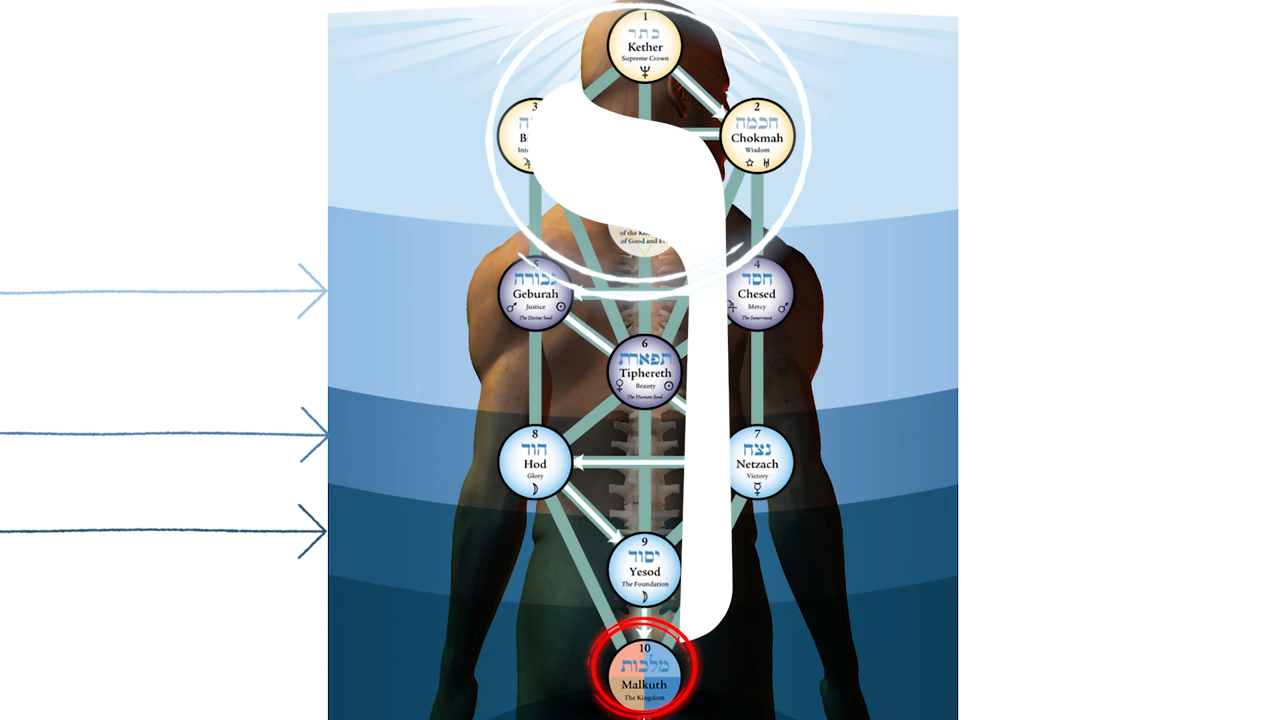 1
כתר
Kether
Supreme Crown
♆
3
2
חכמה
Chokmah
Wisdom
☆ ♅
of Good and
5
גבורה
Geburah
Justice
♂ ☉
The Divine Soul
4
חסד
Chesed
Mercy
♃ ♂
The Innermost
6
תפארת
Tiphereth
Beauty
♀ ☉
The Human Soul
8
הוד
Hod
Glory
☽
7
נצח
Netzach
Victory
☿
9
יסוד
Yesod
The Foundation
☽
10
מלכות
Malkuth
The Kingdom
ו